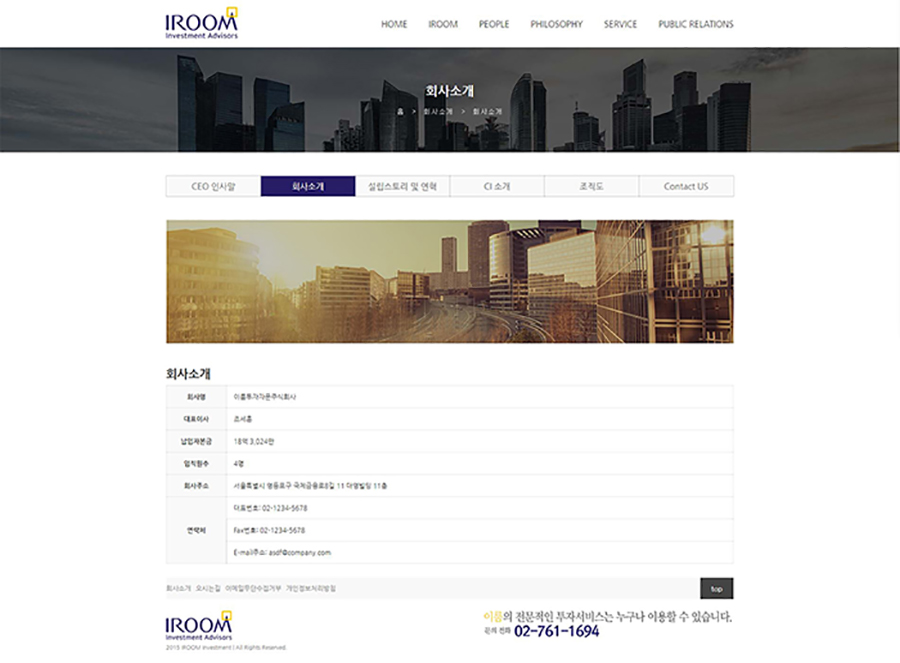 IROOM
Investment Advisors
HOME IROOM PEOPLE PHILOSOPHY SERVICE PUBLIC RELATIONS
회사소개
홈 > 회사소개 > 회사소개
CEO 인사말 회사소개 설립스토리 및 연혁 CI 소개 조직도 Contact US
회사소개
회사명 이룸투자자문주식회사
대표이사
납입자본금 18억 3,024만
임직원수 4명
회사주소 서울특별시 영등포구 국제금융로8길 11 대영빌딩 11층
연락처
대표번호: 02-1234-5678
Fax번호: 02-1234-5678
E-mail주소: asdf@company.com
회사소개 오시는길 이메일무단수집거부 개인정보처리방침
top
IROOM
Investment Advisors
2015 IROOM Investment | All Rights Reserved.
이룸의 전문적인 투자서비스는 누구나 이용할 수 있습니다.
문의 전화 02-761-1694